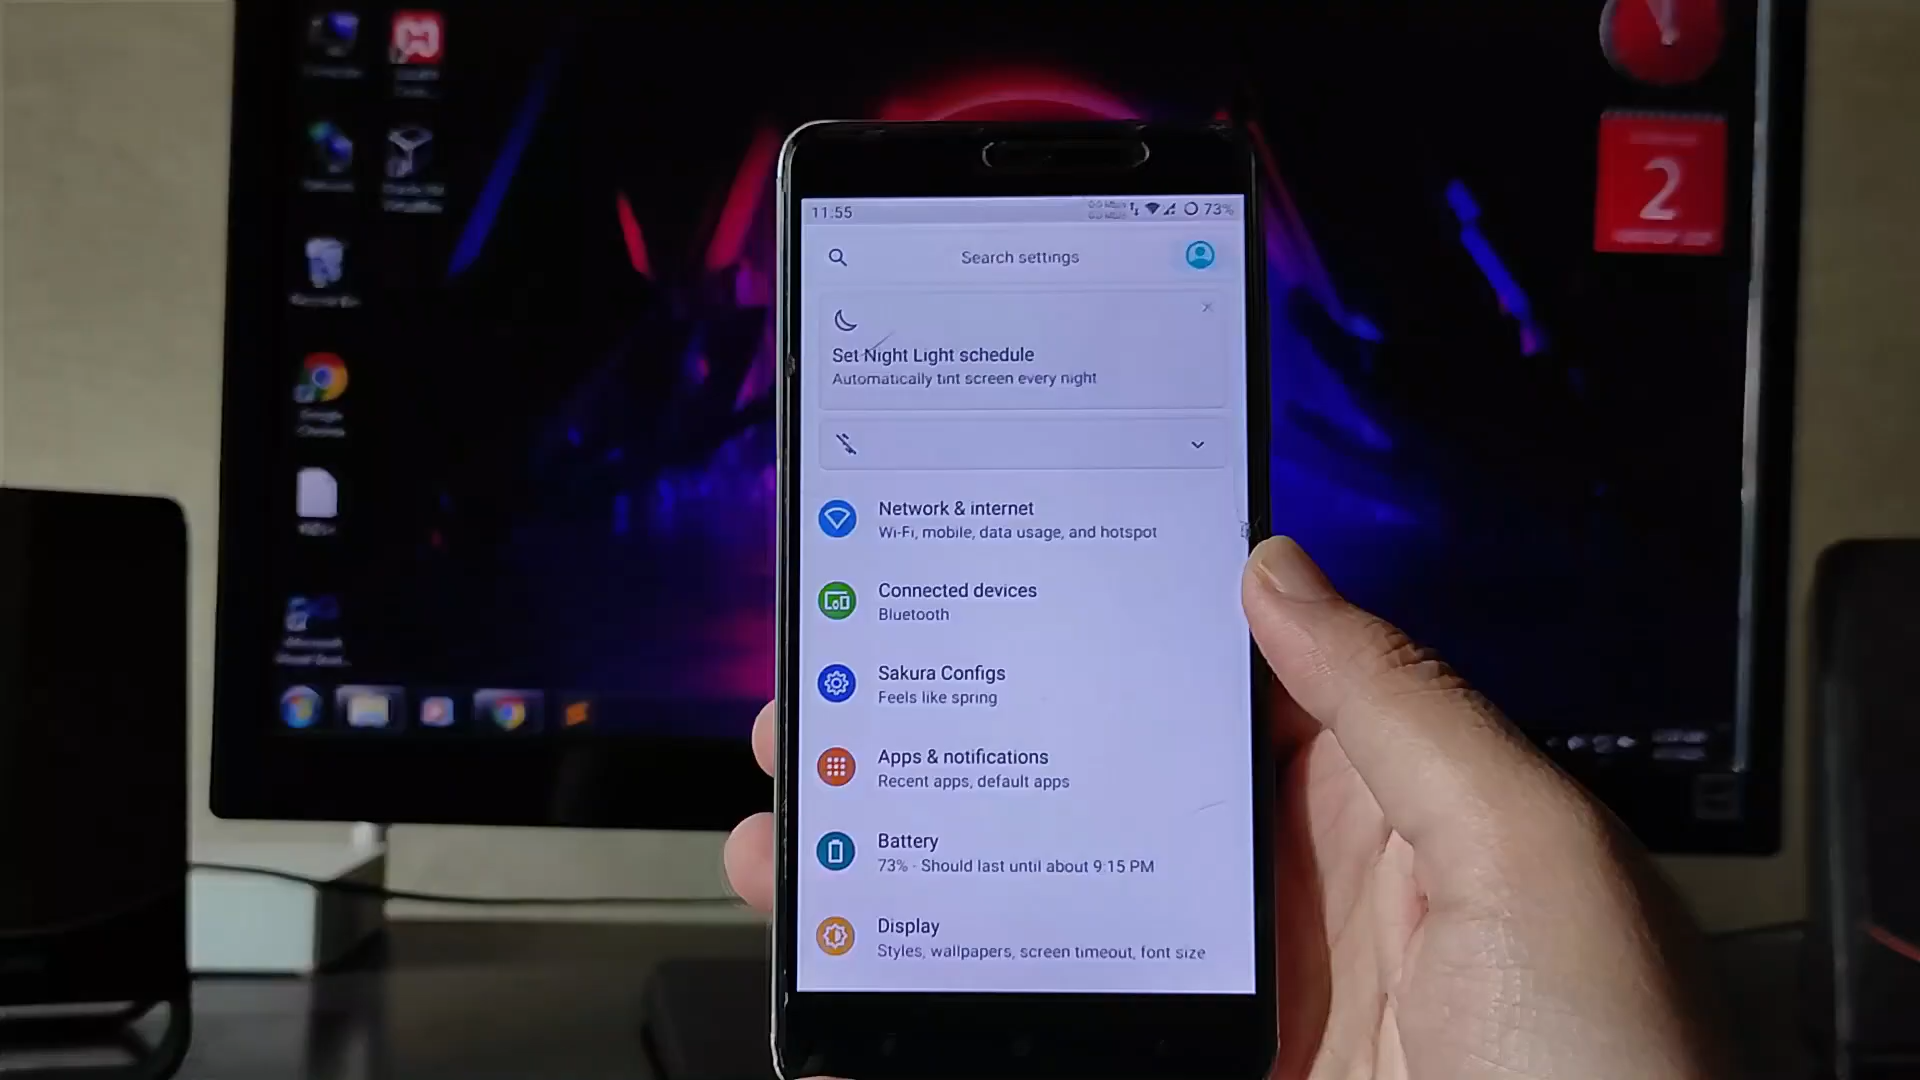 11:55
73%
Search settings
Set Night Light schedule
Automatically tint screen every night
Network & internet
Wi-Fi, mobile, data usage, and hotspot
Connected devices
Bluetooth
Sakura Configs
Feels like spring
Apps & notifications
Recent apps, default apps
Battery
73% - Should last until about 9:15 PM
Display
Styles, wallpapers, screen timeout, font size
2
Google
Chrome